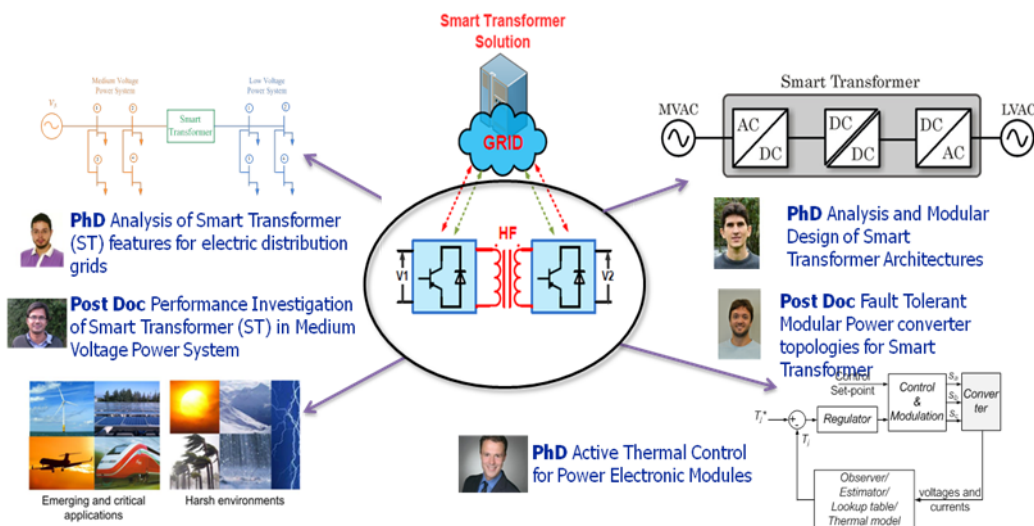 Smart Transformer
Solution
GRID
Medium Voltage
Power System
Low Voltage
Power System
Smart
Transformer
Smart Transformer
MVAC
LVAC
AC
DC
DC
DC
DC
AC
HF
V1
V2
PhD Analysis of Smart Transformer
(ST) features for electric distribution
grids
Post Doc Performance Investigation
of Smart Transformer (ST) in Medium
Voltage Power System
PhD Analysis and Modular
Design of Smart
Transformer Architectures
Post Doc Fault Tolerant
Modular Power converter
topologies for Smart
Transformer
Emerging and critical
applications
Harsh environments
PhD Active Thermal Control
for Power Electronic Modules
Control
Set-point
Control
&
Modulation
Conver
ter
Regulator
Tj*
Tj
+
-
Observer/
Estimator/
Lookup table/
Thermal model
voltages and
currents